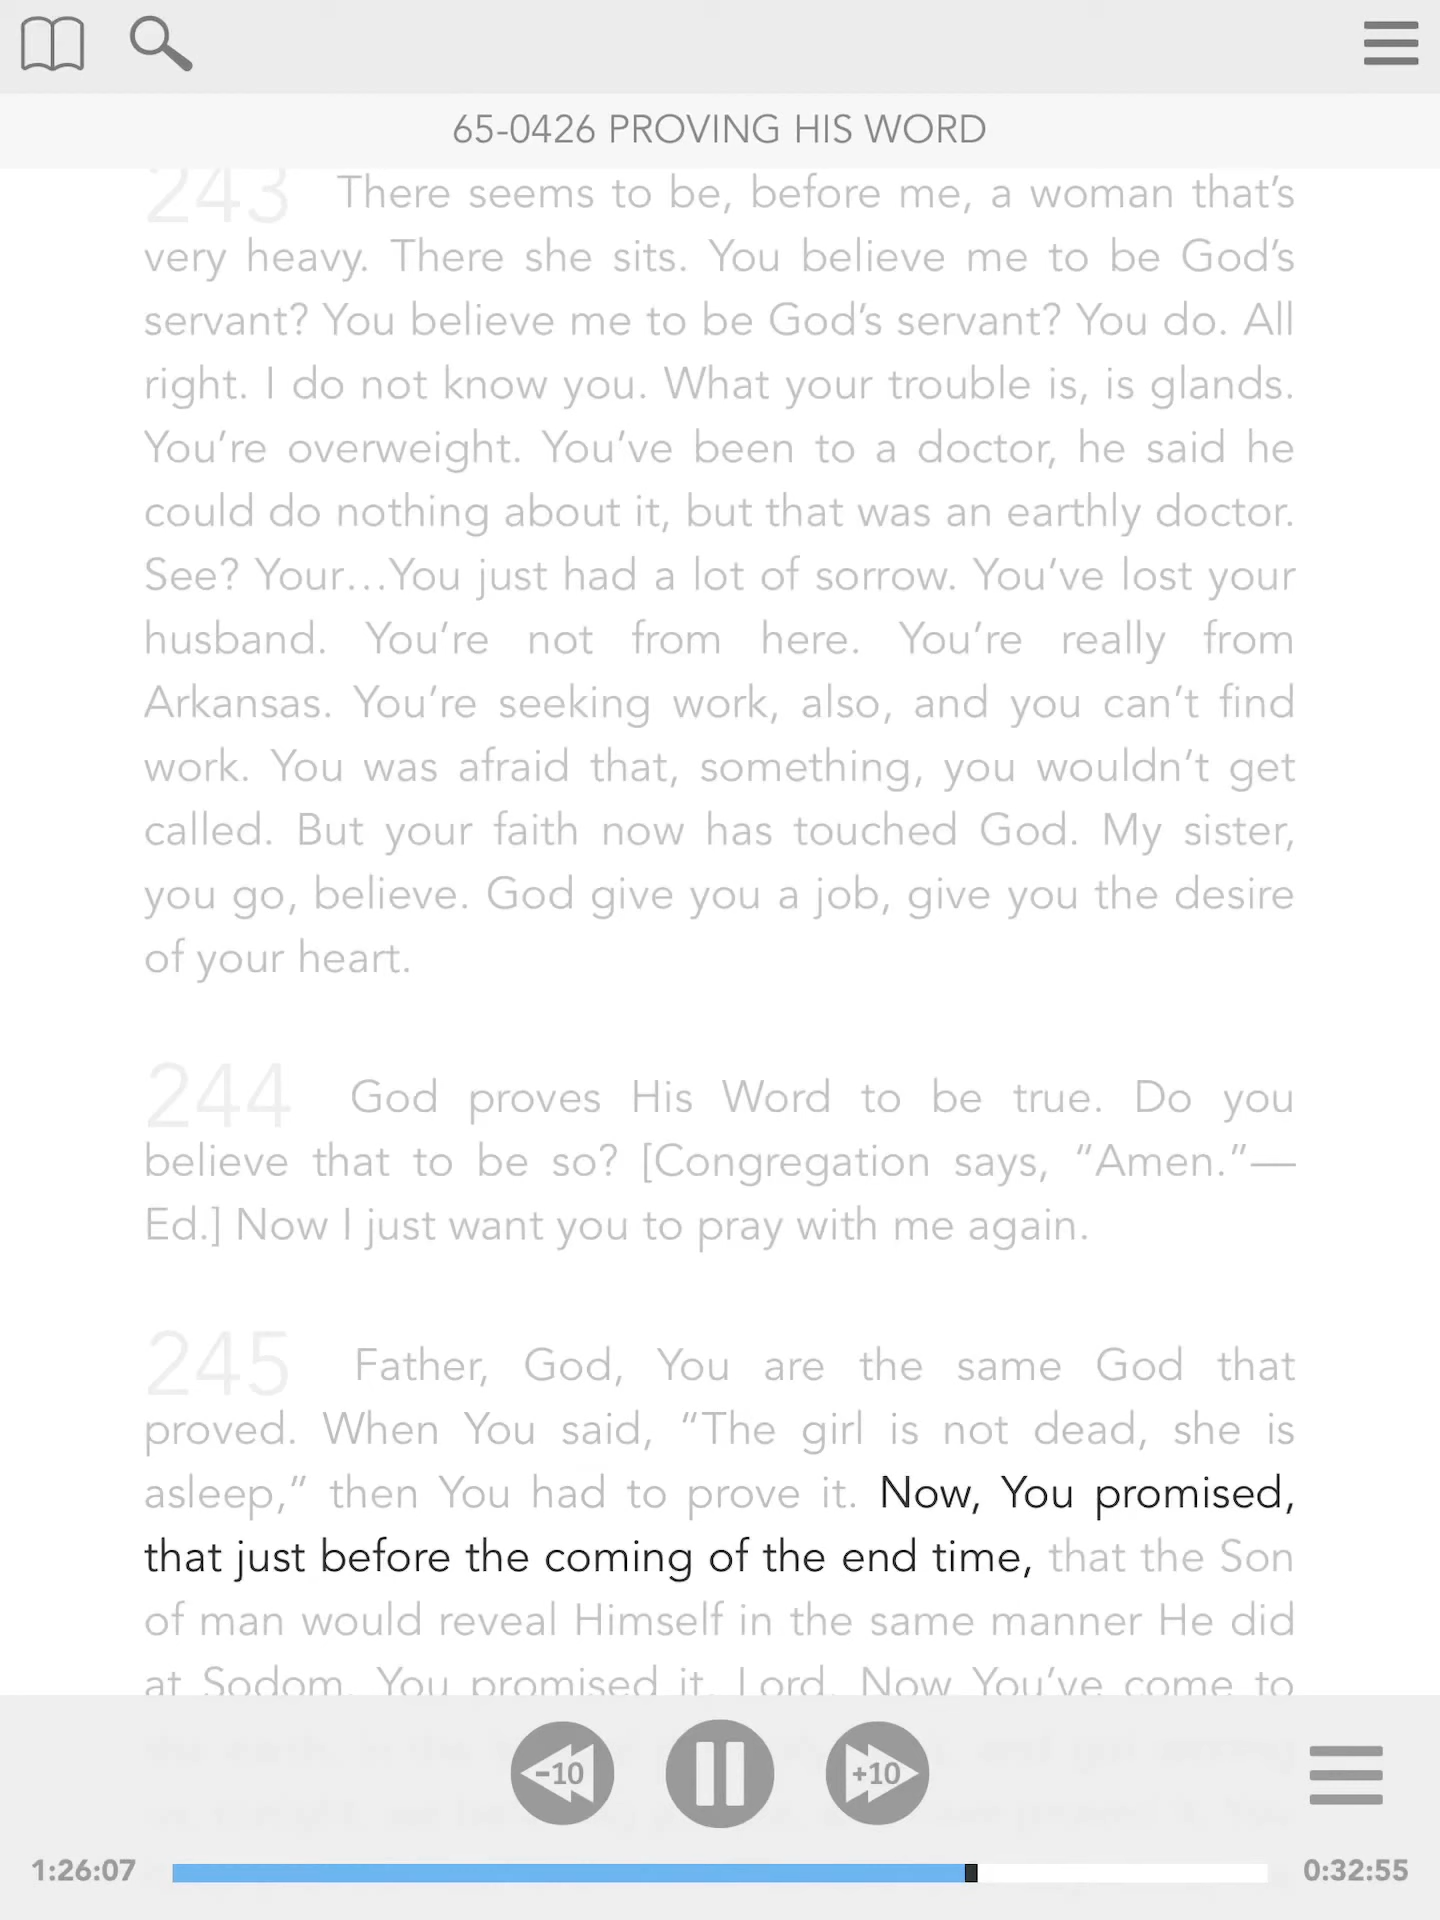 65-0426 PROVING HIS WORD
243 There seems to be, before me, a woman that’s
very heavy. There she sits. You believe me to be God’s
servant? You believe me to be God’s servant? You do. All
right. I do not know you. What your trouble is, is glands.
You’re overweight. You’ve been to a doctor, he said he
could do nothing about it, but that was an earthly doctor.
See? Your…You just had a lot of sorrow. You’ve lost your
husband. You’re not from here. You’re really from
Arkansas. You’re seeking work, also, and you can’t find
work. You was afraid that, something, you wouldn’t get
called. But your faith now has touched God. My sister,
you go, believe. God give you a job, give you the desire
of your heart.
244 God proves His Word to be true. Do you
believe that to be so? [Congregation says, “Amen.”—
Ed.] Now I just want you to pray with me again.
245 Father, God, You are the same God that
proved. When You said, “The girl is not dead, she is
asleep,” then You had to prove it. Now, You promised,
that just before the coming of the end time, that the Son
of man would reveal Himself in the same manner He did
at Sodom. You promised it, Lord. Now You’ve come to
-10 +10
1:26:07 0:32:55